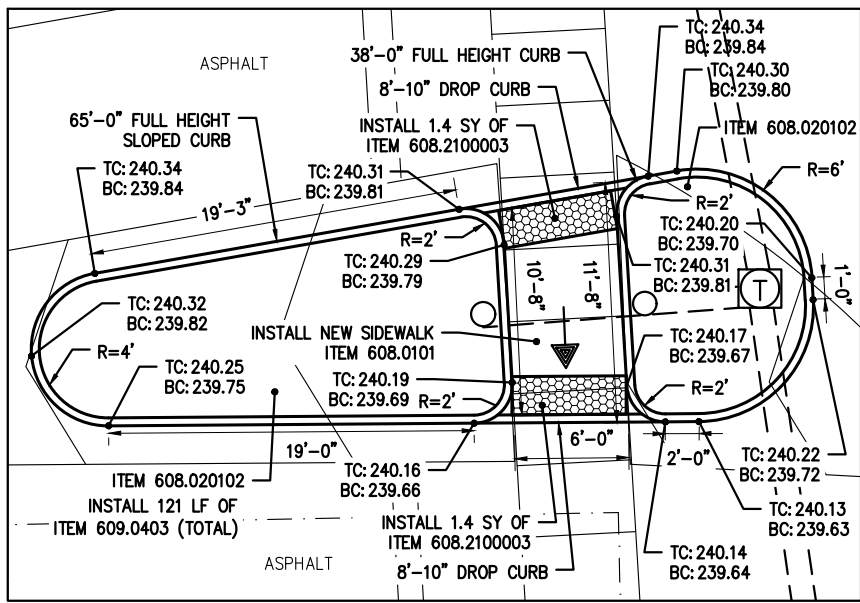 ASPHALT
38'-0" FULL HEIGHT CURB
TC: 240.34
BC: 239.84
8'-10" DROP CURB
TC: 240.30
BC: 239.80
65'-0" FULL HEIGHT
SLOPED CURB
INSTALL 1.4 SY OF
ITEM 608.2100003
ITEM 608.020102
TC: 240.34
BC: 239.84
TC: 240.31
BC: 239.81
R=6'
19'-3"
R=2'
R=2'
TC: 240.20
BC: 239.70
TC: 240.29
BC: 239.79
TC: 240.31
BC: 239.81
1'-0"
T
10'-8"
11'-8"
TC: 240.32
BC: 239.82
INSTALL NEW SIDEWALK
ITEM 608.0101
R=4'
TC: 240.25
BC: 239.75
TC: 240.19
BC: 239.69
TC: 240.17
BC: 239.67
R=2'
R=2'
19'-0"
6'-0"
2'-0"
TC: 240.22
BC: 239.72
ITEM 608.020102
TC: 240.16
BC: 239.66
INSTALL 121 LF OF
ITEM 609.0403 (TOTAL)
TC: 240.13
BC: 239.63
INSTALL 1.4 SY OF
ITEM 608.2100003
TC: 240.14
BC: 239.64
ASPHALT
8'-10" DROP CURB